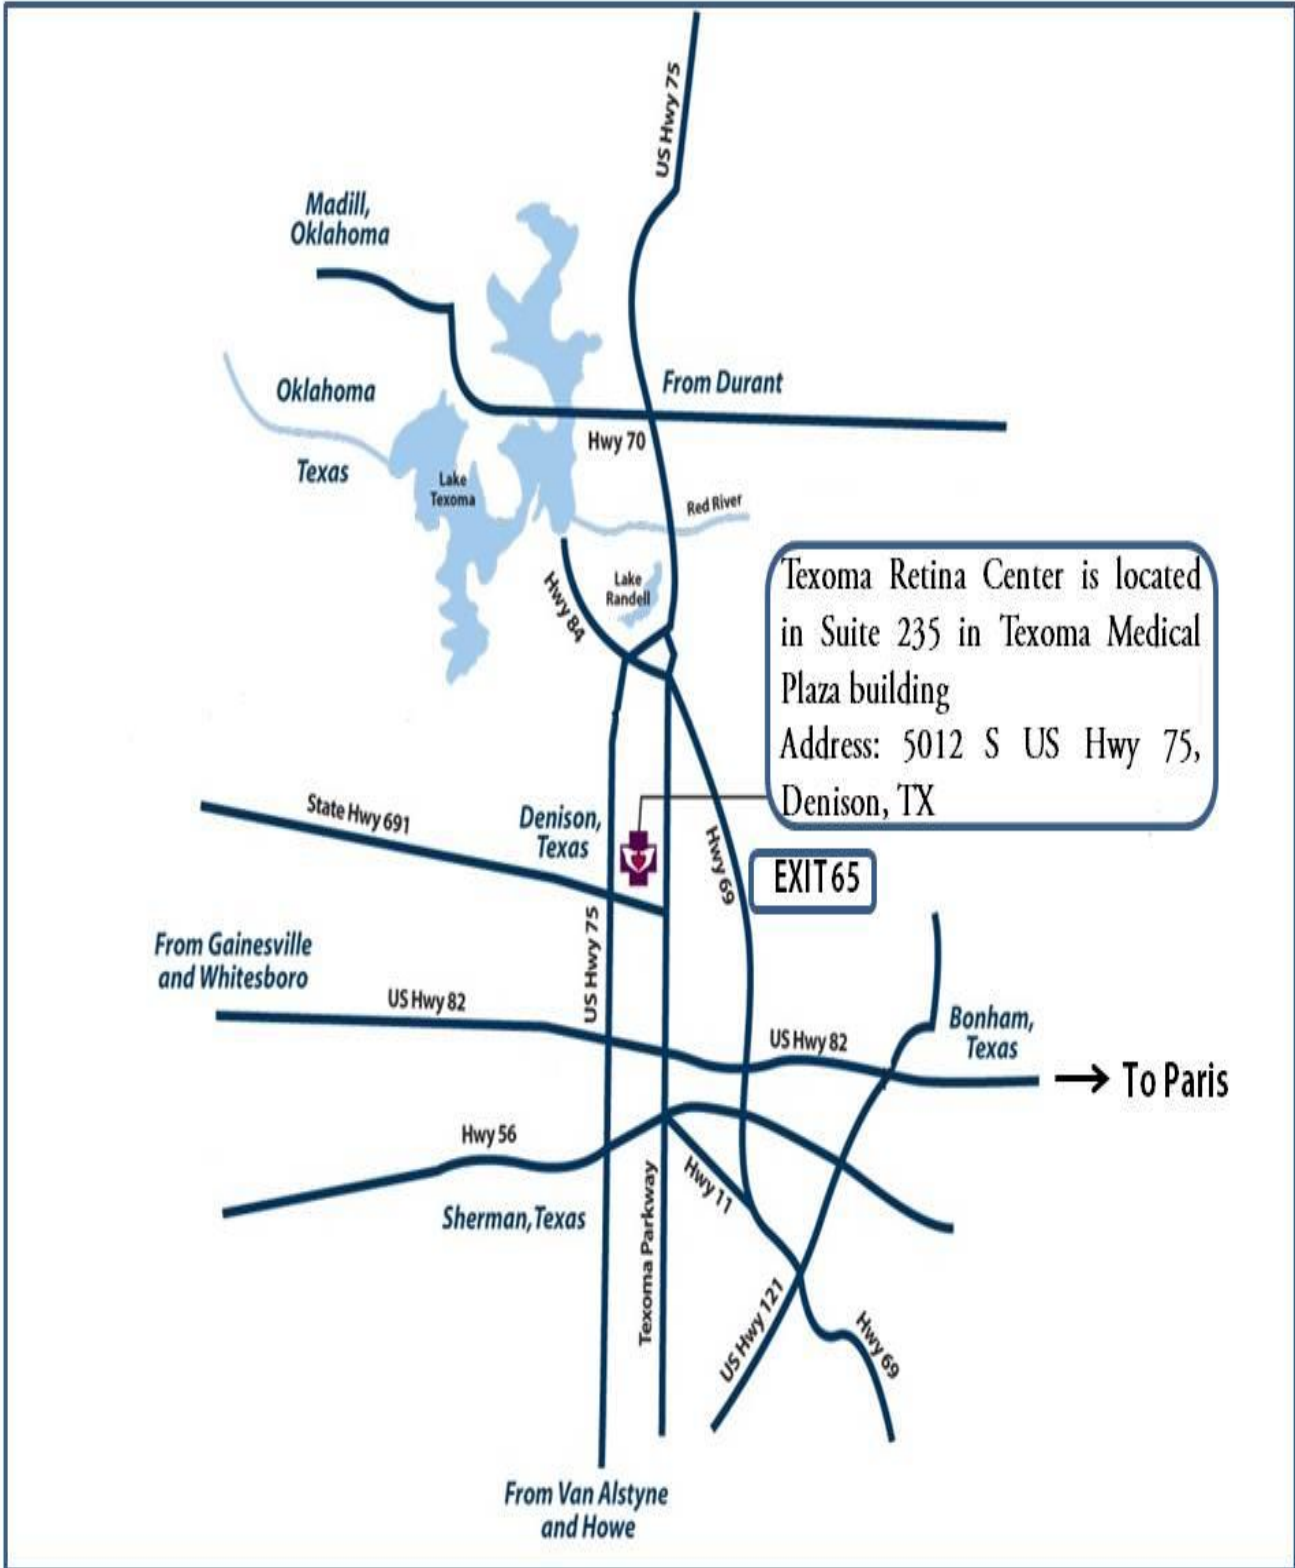 US Hwy 75
Madill,
Oklahoma
From Durant
Oklahoma
Hwy 70
Texas
Lake
Texoma
Red River
Texoma Retina Center is located
in Suite 235 in Texoma Medical
Plaza building
Address: 5012 S US Hwy 75,
Denison, TX
Lake
Randell
Hwy 84
State Hwy 691
Denison,
Texas
Hwy 69
EXIT 65
US Hwy 75
From Gainesville
and Whitesboro
US Hwy 82
US Hwy 82
Bonham,
Texas
→ To Paris
Hwy 56
Sherman, Texas
Hwy 11
Texoma Parkway
US Hwy 121
Hwy 69
From Van Alstyne
and Howe